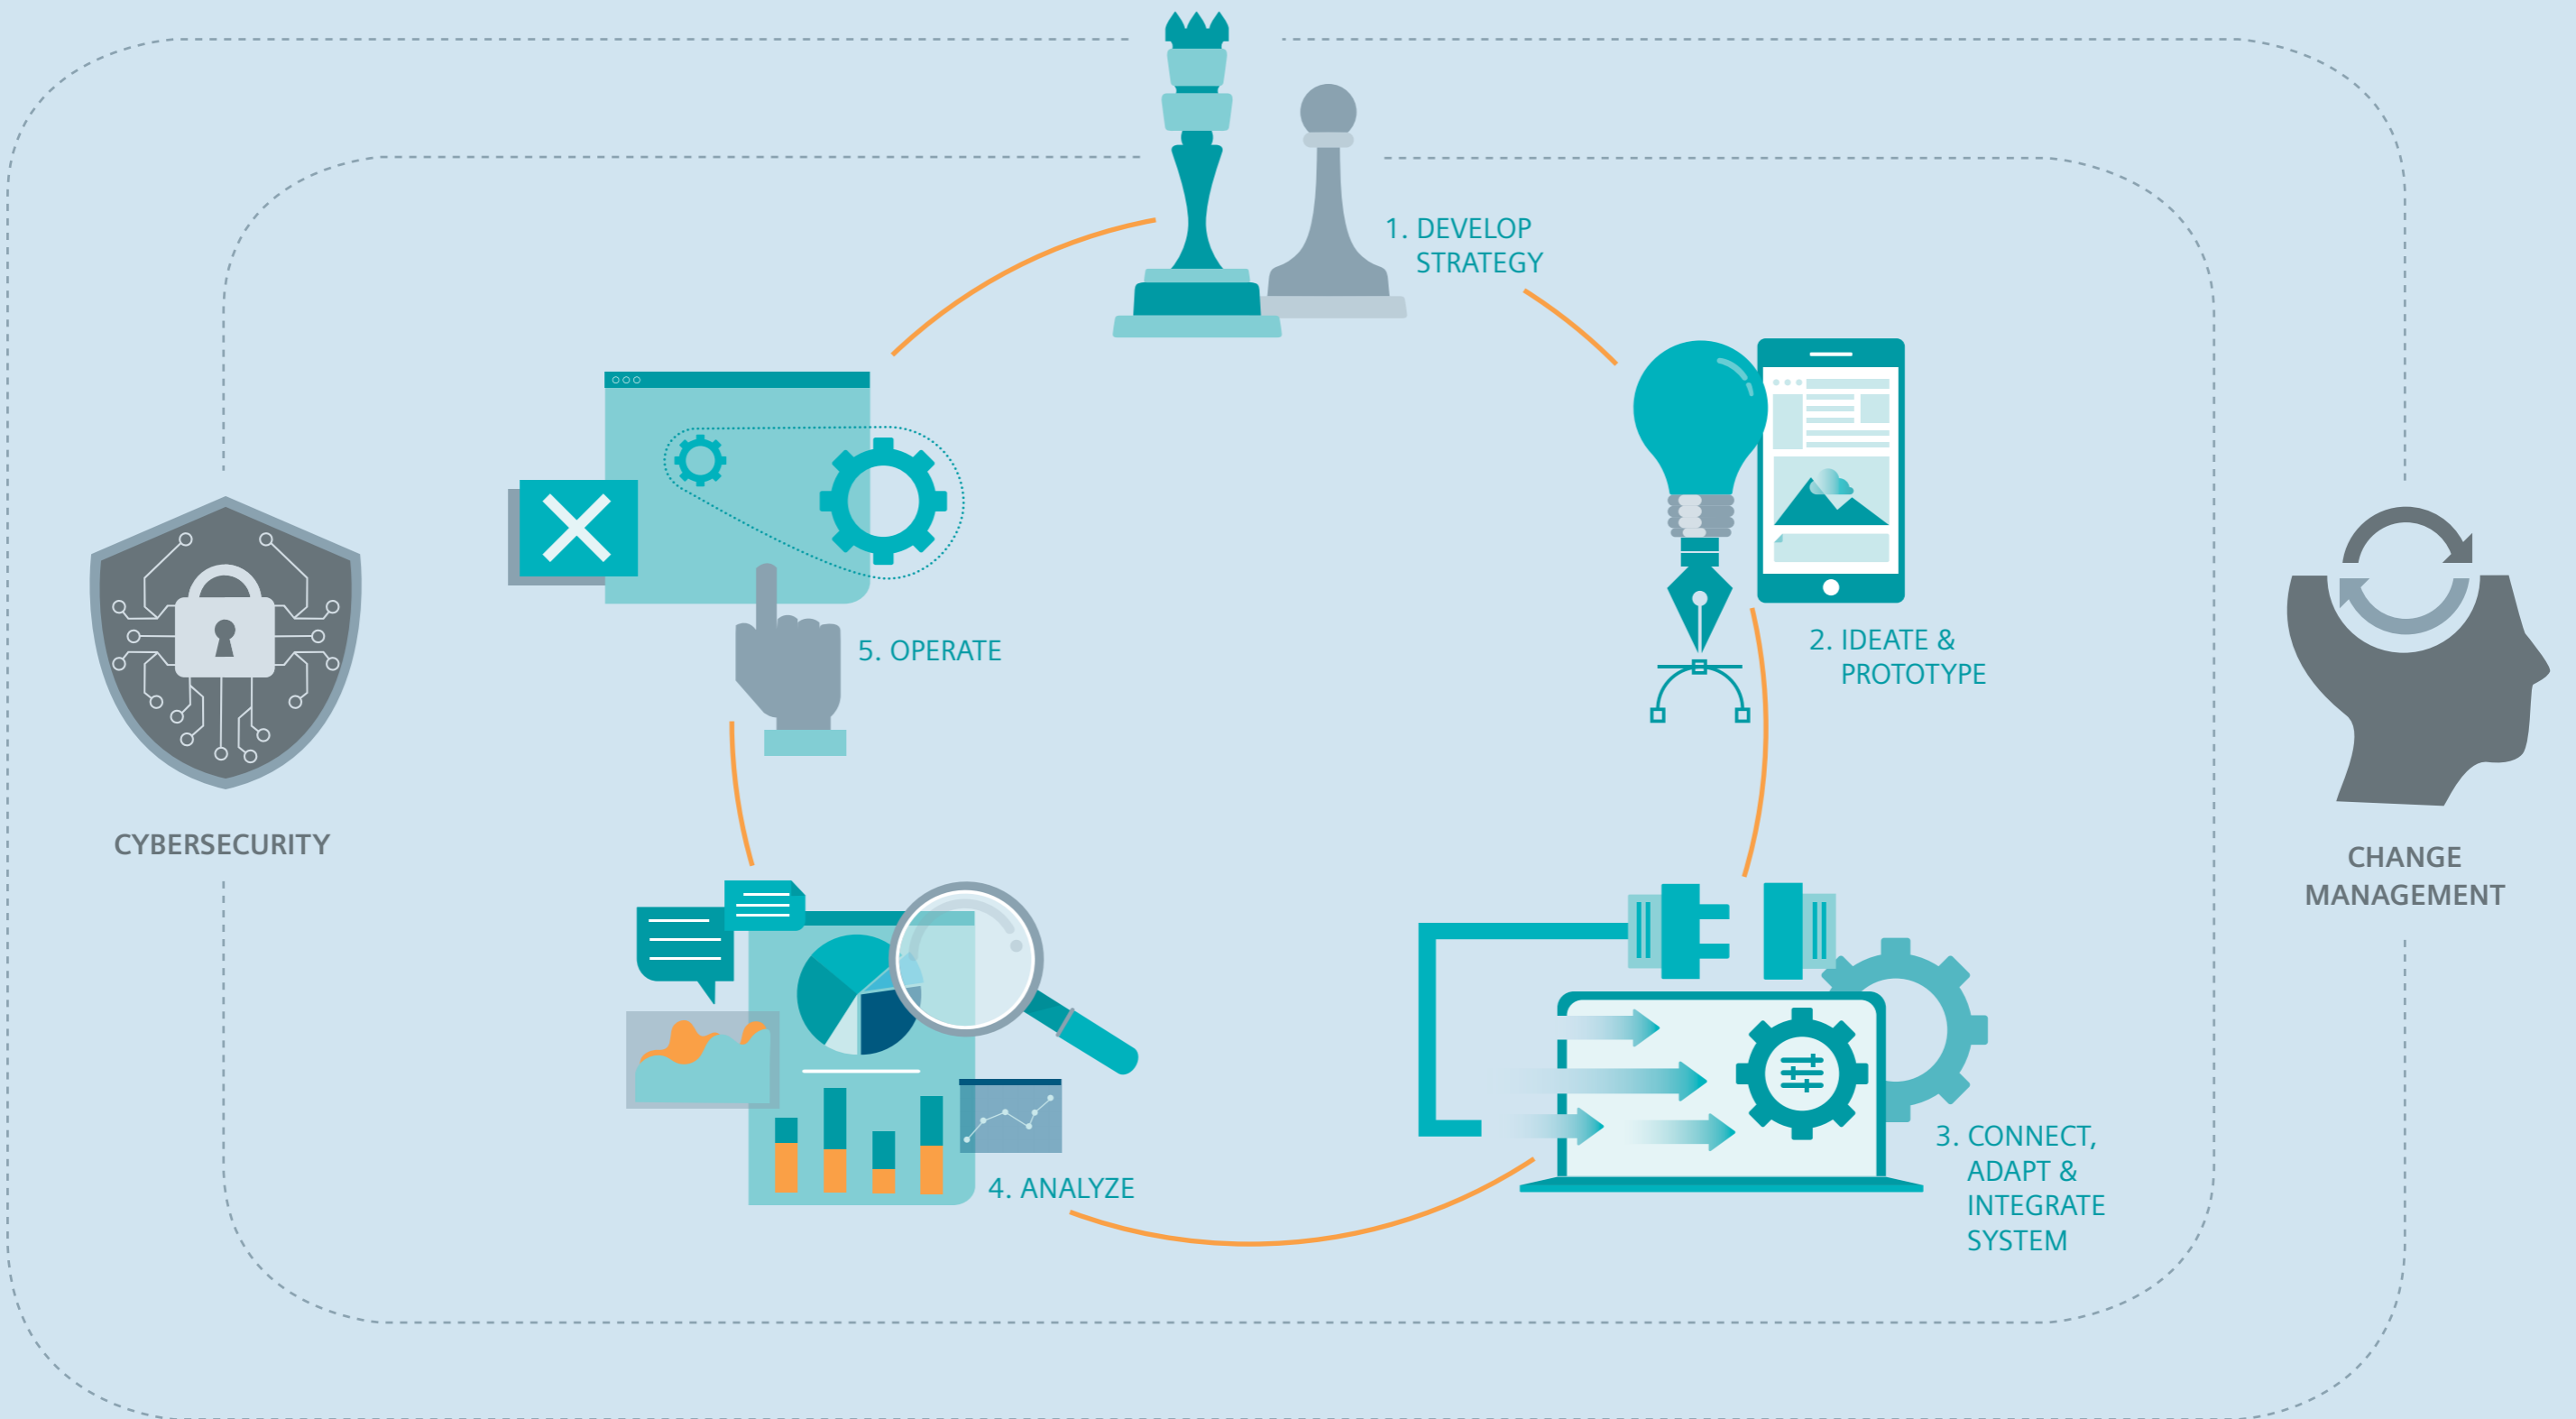 1. DEVELOP
STRATEGY
2. IDEATE &
PROTOTYPE
3. CONNECT,
ADAPT &
INTEGRATE
SYSTEM
4. ANALYZE
5. OPERATE
CYBERSECURITY
CHANGE
MANAGEMENT